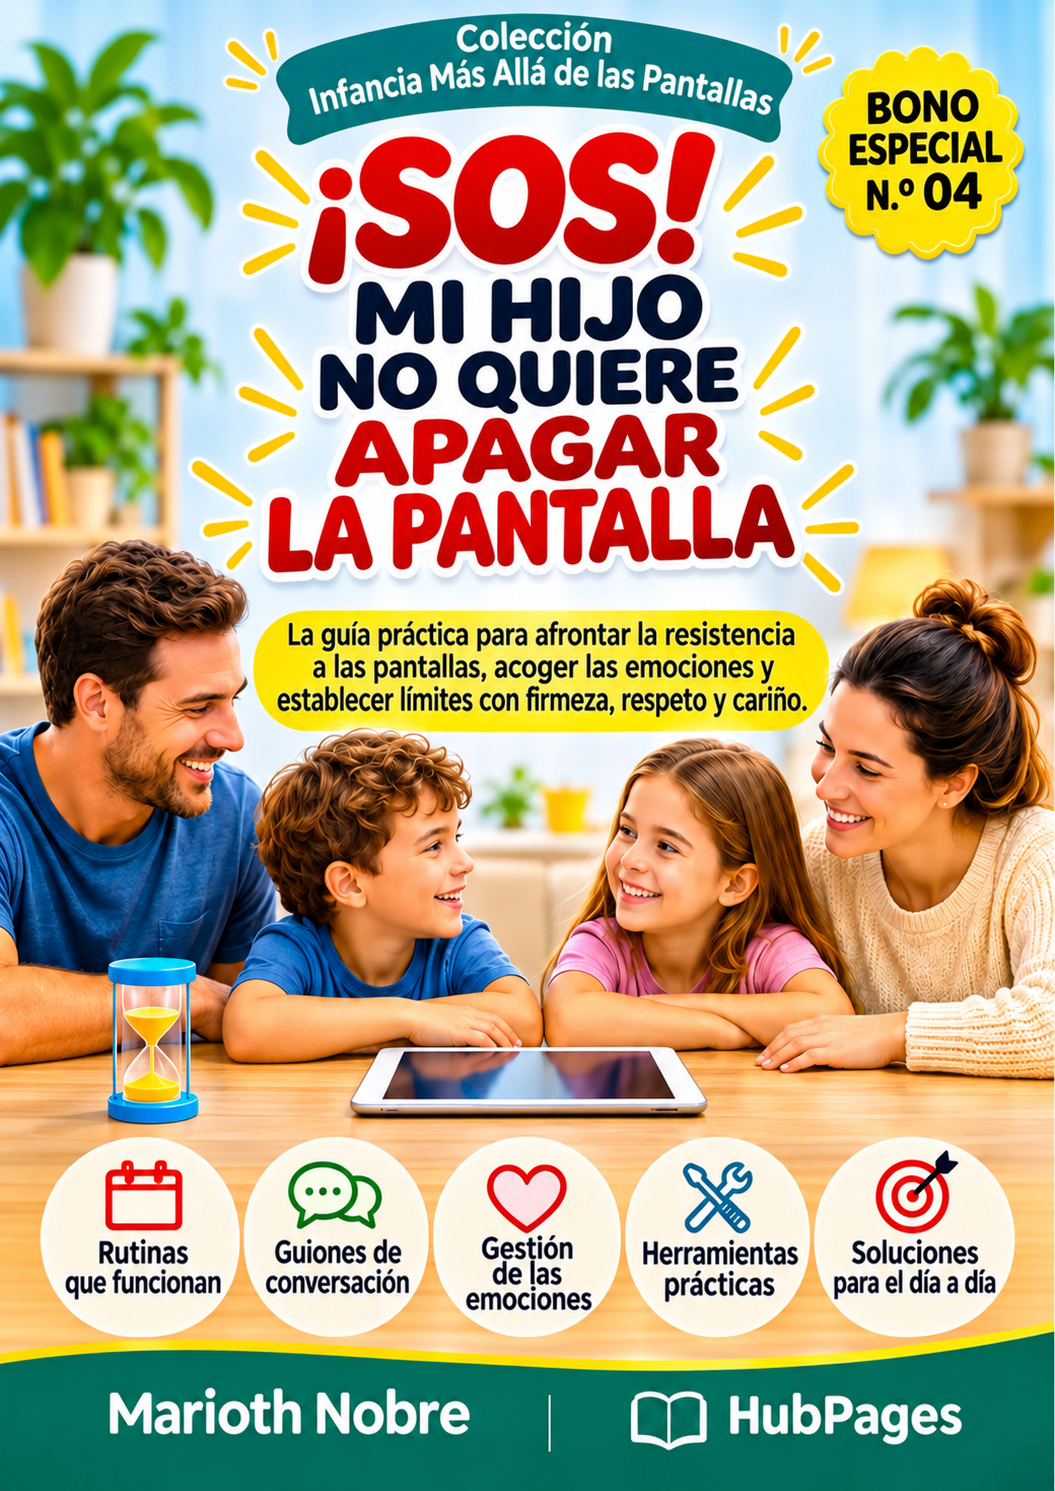 Colección
Infancia Más Allá de las Pantallas
BONO
ESPECIAL
N.º 04
¡SOS!
MI HIJO
NO QUIERE
APAGAR
LA PANTALLA
La guía práctica para afrontar la resistencia
a las pantallas, acoger las emociones y
establecer límites con firmeza, respeto y cariño.
Rutinas
que funcionan
Guiones de
conversación
Gestión
de las
emociones
Herramientas
prácticas
Soluciones
para el día a día
Marioth Nobre
HubPages